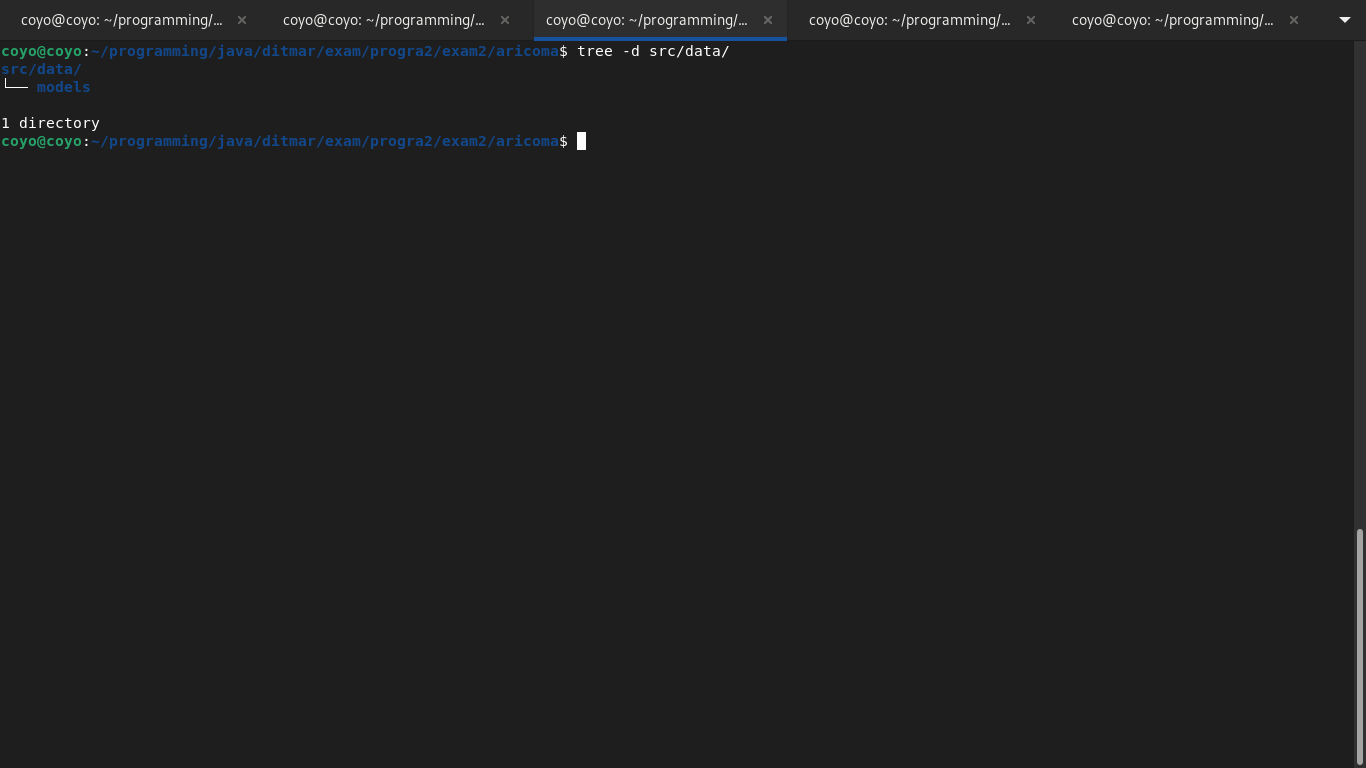 coyo@coyo: ~/programming/... × coyo@coyo: ~/programming/... × coyo@coyo: ~/programming/... × coyo@coyo: ~/programming/... × coyo@coyo: ~/programming/... ×
coyo@coyo:~/programming/java/ditmar/exam/progra2/exam2/aricoma$ tree -d src/data/
src/data/
└── models
1 directory
coyo@coyo:~/programming/java/ditmar/exam/progra2/exam2/aricoma$